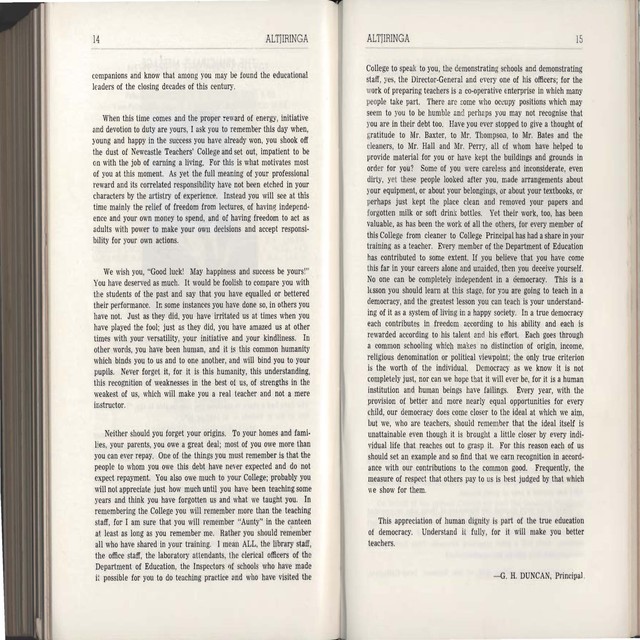 14 ALTJIRINGA
companions and know that among you may be found the educational
leaders of the closing decades of this century.
When this time comes and the proper reward of energy, initiative
and devotion to duty are yours, I ask you to remember this day when,
young and happy in the success you have already won, you shook off
the dust of Newcastle Teachers' College and set out, impatient to be
on with the job of earning a living. For this is what motivates most
of you at this moment. As yet the full meaning of your professional
reward and its correlated responsibility have not been etched in your
characters by the artistry of experience. Instead you will see at this
time mainly the relief of freedom from lectures, of having independ-
ence and your own money to spend, and of having freedom to act as
adults with power to make your own decisions and accept responsi-
bility for your own actions.
We wish you, "Good luck! May happiness and success be yours!"
You have deserved as much. It would be foolish to compare you with
the students of the past and say that you have equalled or bettered
their performance. In some instances you have done so, in others you
have not. Just as they did, you have irritated us at times when you
have played the fool; just as they did, you have amazed us at other
times with your versatility, your initiative and your kindliness. In
other words, you have been human, and it is this common humanity
which binds you to us and to one another, and will bind you to your
pupils. Never forget it, for it is this humanity, this understanding,
this recognition of weaknesses in the best of us, of strengths in the
weakest of us, which will make you a real teacher and not a mere
instructor.
Neither should you forget your origins. To your homes and fami-
lies, your parents, you owe a great deal; most of you owe more than
you can ever repay. One of the things you must remember is that the
people to whom you owe this debt have never expected and do not
expect repayment. You also owe much to your College; probably you
will not appreciate just how much until you have been teaching some
years and think you have forgotten us and what we taught you. In
remembering the College you will remember more than the teaching
staff, for I am sure that you will remember "Aunty" in the canteen
at least as long as you remember me. Rather you should remember
all who have shared in your training. I mean ALL, the library staff,
the office staff, the laboratory attendants, the clerical officers of the
Department of Education, the Inspectors of schools who have made
it possible for you to do teaching practice and who have visited the
ALTJIRINGA 15
College to speak to you, the demonstrating schools and demonstrating
staff, yes, the Director-General and every one of his officers; for the
work of preparing teachers is a co-operative enterprise in which many
people take part. There are come who occupy positions which may
seem to you to be humble and perhaps you may not recognise that
you are in their debt too. Have you ever stopped to give a thought of
gratitude to Mr. Baxter, to Mr. Thompson, to Mr. Bates and the
cleaners, to Mr. Hall and Mr. Perry, all of whom have helped to
provide material for you or have kept the buildings and grounds in
order for you? Some of you were careless and inconsiderate, even
dirty, yet these people looked after you, made arrangements about
your equipment, or about your belongings, or about your textbooks, or
perhaps just kept the place clean and removed your papers and
forgotten milk or soft drink bottles. Yet their work, too, has been
valuable, as has been the work of all the others, for every member of
this College from cleaner to College Principal has had a share in your
training as a teacher. Every member of the Department of Education
has contributed to some extent. If you believe that you have come
this far in your careers alone and unaided, then you deceive yourself.
No one can be completely independent in a democracy. This is a
lesson you should learn at this stage, for you are going to teach in a
democracy, and the greatest lesson you can teach is your understand-
ing of it as a system of living in a happy society. In a true democracy
each contributes in freedom according to his ability and each is
rewarded according to his talent and his effort. Each goes through
a common schooling which makes no distinction of origin, income,
religious denomination or political viewpoint; the only true criterion
is the worth of the individual. Democracy as we know it is not
completely just, nor can we hope that it will ever be, for it is a human
institution and human beings have failings. Every year, with the
provision of better and more nearly equal opportunities for every
child, our democracy does come closer to the ideal at which we aim,
but we, who are teachers, should remember that the ideal itself is
unattainable even though it is brought a little closer by every indi-
vidual life that reaches out to grasp it. For this reason each of us
should set an example and so find that we earn recognition in accord-
ance with our contributions to the common good. Frequently, the
measure of respect that others pay to us is best judged by that which
we show for them.
This appreciation of human dignity is part of the true education
of democracy. Understand it fully, for it will make you better
teachers.
—G. H. DUNCAN, Principal.